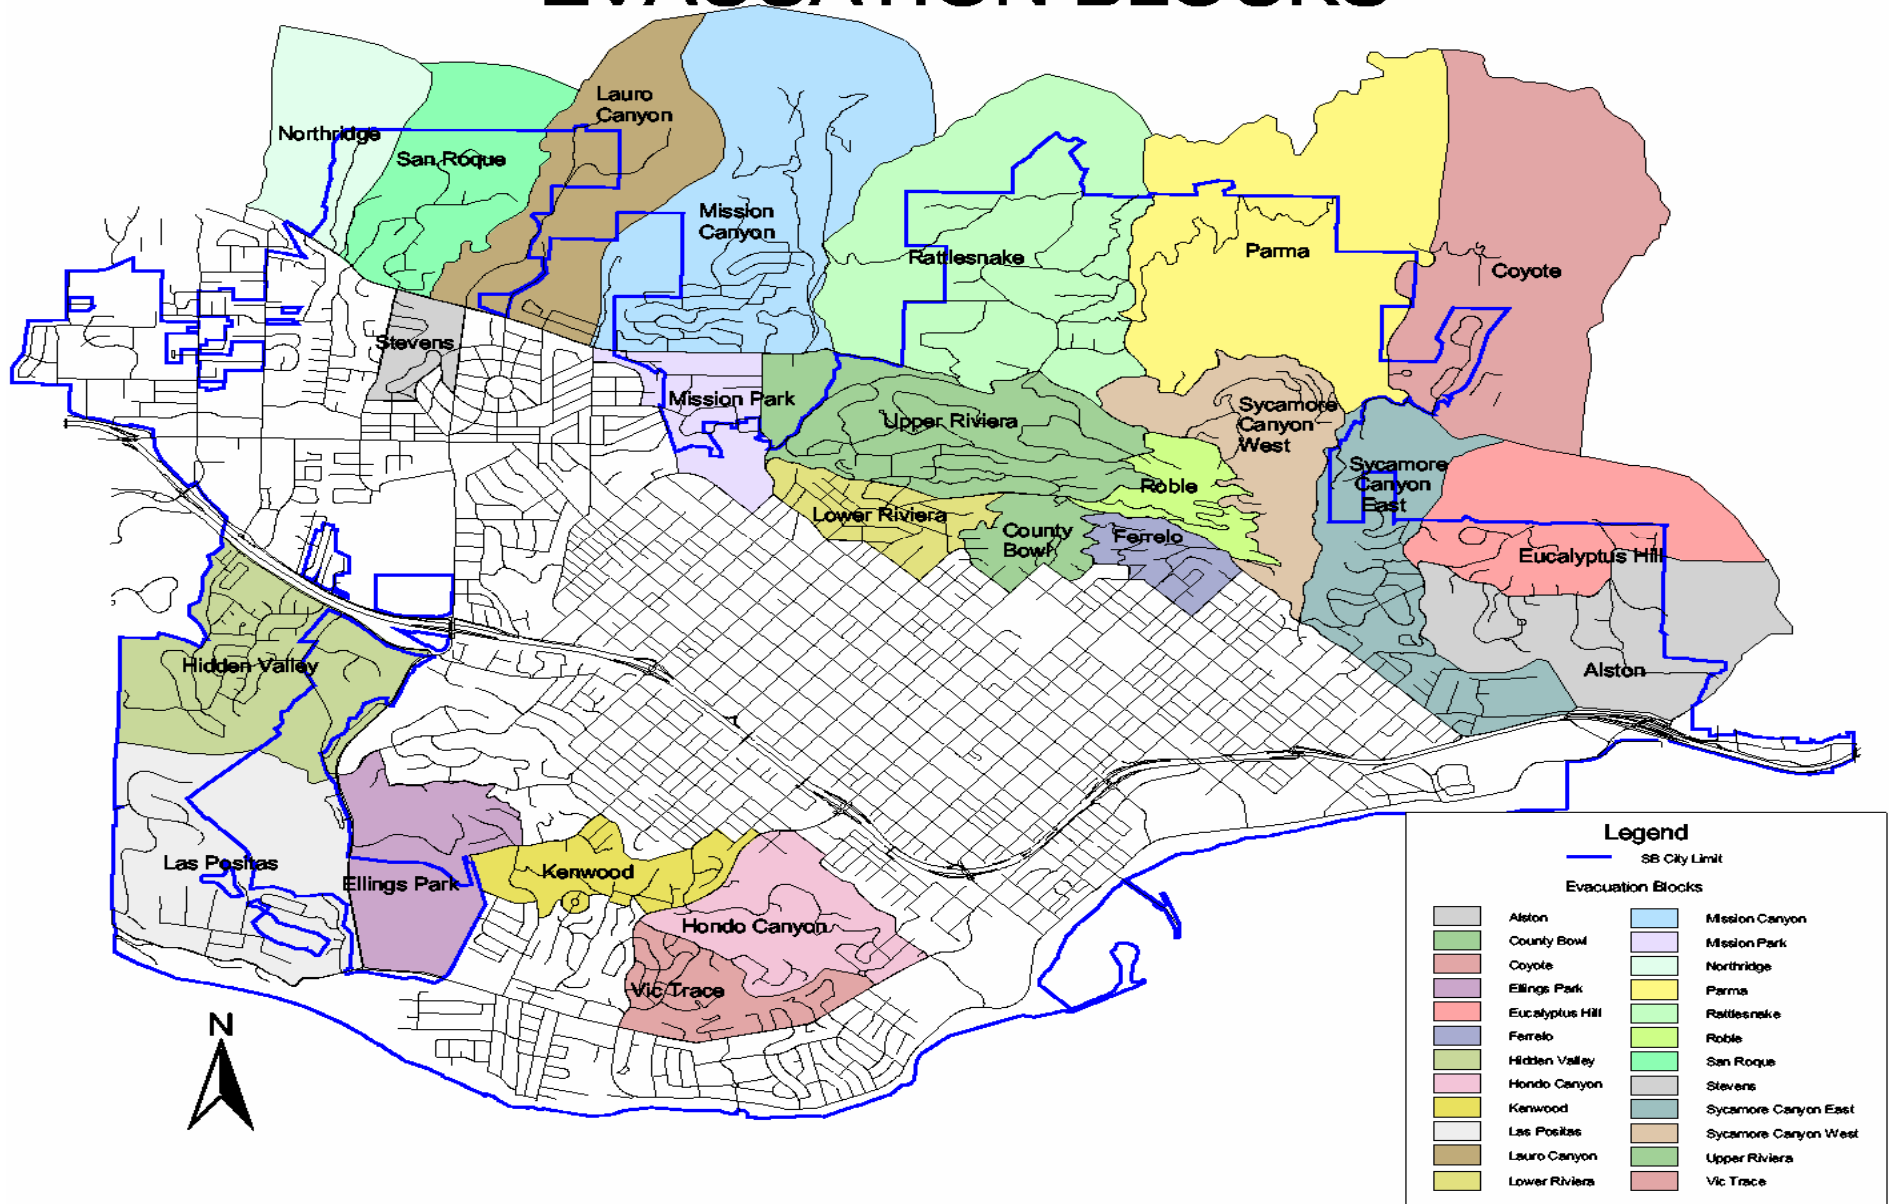 EVACUATION BLOCKS
Northridge
San Roque
Lauro
Canyon
Mission
Canyon
Rattlesnake
Parma
Coyote
Stevens
Mission Park
Upper Riviera
Sycamore
Canyon
West
Sycamore
Canyon
East
Roble
Lower Riviera
County
Bowl
Ferrelo
Eucalyptus Hill
Alston
Hidden Valley
Las Positas
Ellings Park
Kenwood
Hondo Canyon
Vic Trace
N
Legend
SB City Limit
Evacuation Blocks
Alston
County Bowl
Coyote
Ellings Park
Eucalyptus Hill
Ferrelo
Hidden Valley
Hondo Canyon
Kenwood
Las Positas
Lauro Canyon
Lower Riviera
Mission Canyon
Mission Park
Northridge
Parma
Rattlesnake
Roble
San Roque
Stevens
Sycamore Canyon East
Sycamore Canyon West
Upper Riviera
Vic Trace